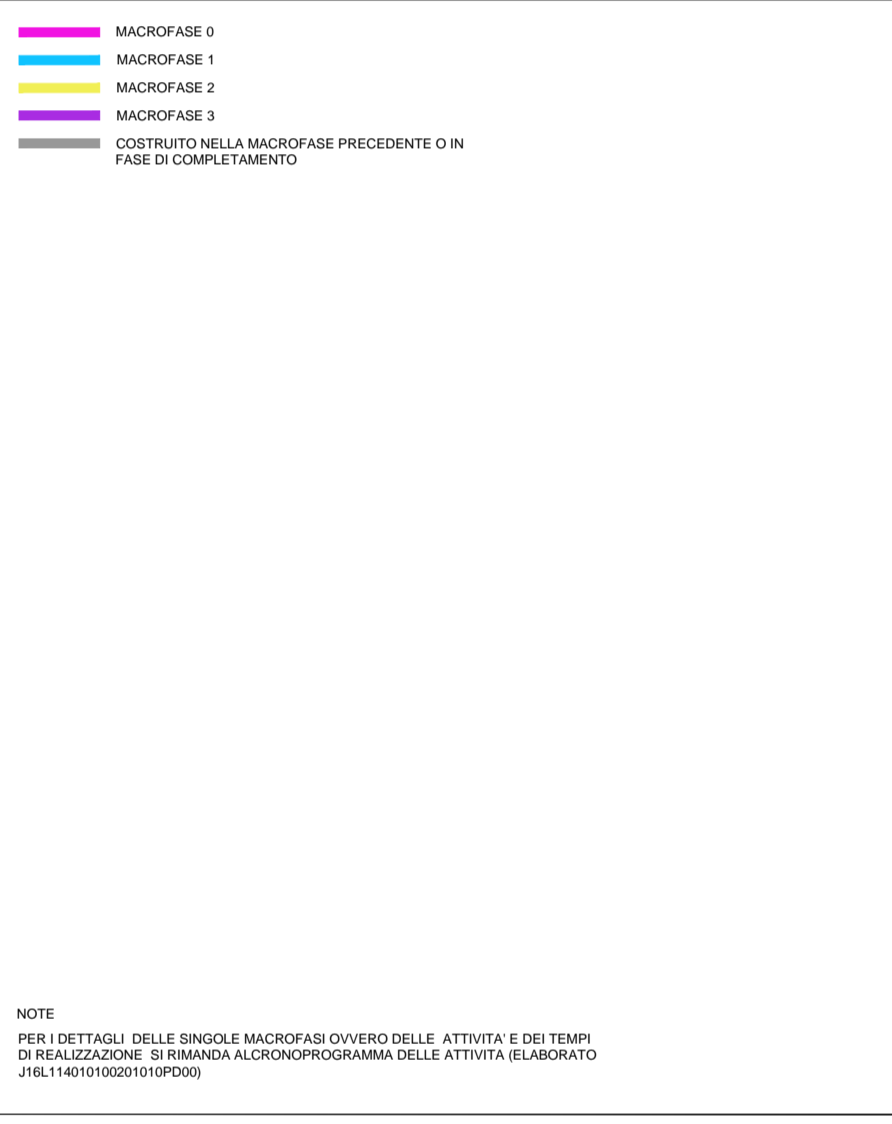 MACROFASE 0
MACROFASE 1
MACROFASE 2
MACROFASE 3
COSTRUITO NELLA MACROFASE PRECEDENTE O IN
FASE DI COMPLETAMENTO
NOTE
PER I DETTAGLI DELLE SINGOLE MACROFASI OVVERO DELLE ATTIVITA' E DEI TEMPI
DI REALIZZAZIONE SI RIMANDA ALCRONOPROGRAMMA DELLE ATTIVITA (ELABORATO
J16L114010100201010PD00)